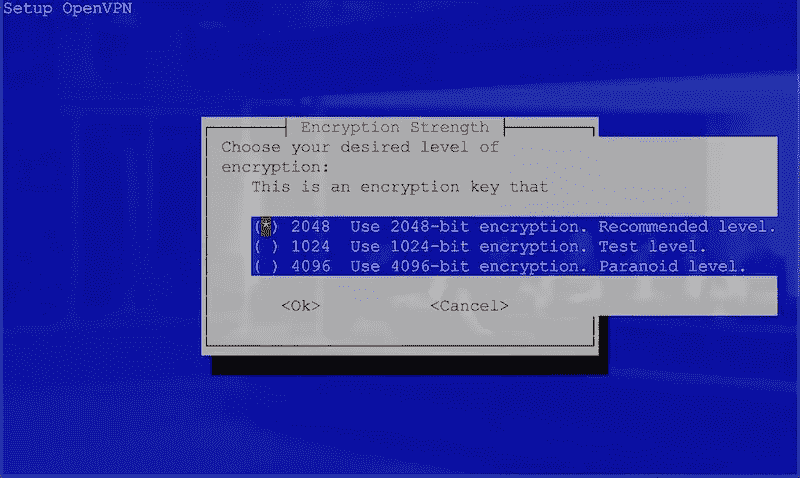 Setup OpenVPN
Encryption Strength
Choose your desired level of
encryption:
This is an encryption key that
(*) 2048 Use 2048-bit encryption. Recommended level.
( ) 1024 Use 1024-bit encryption. Test level.
( ) 4096 Use 4096-bit encryption. Paranoid level.
<Ok> <Cancel>